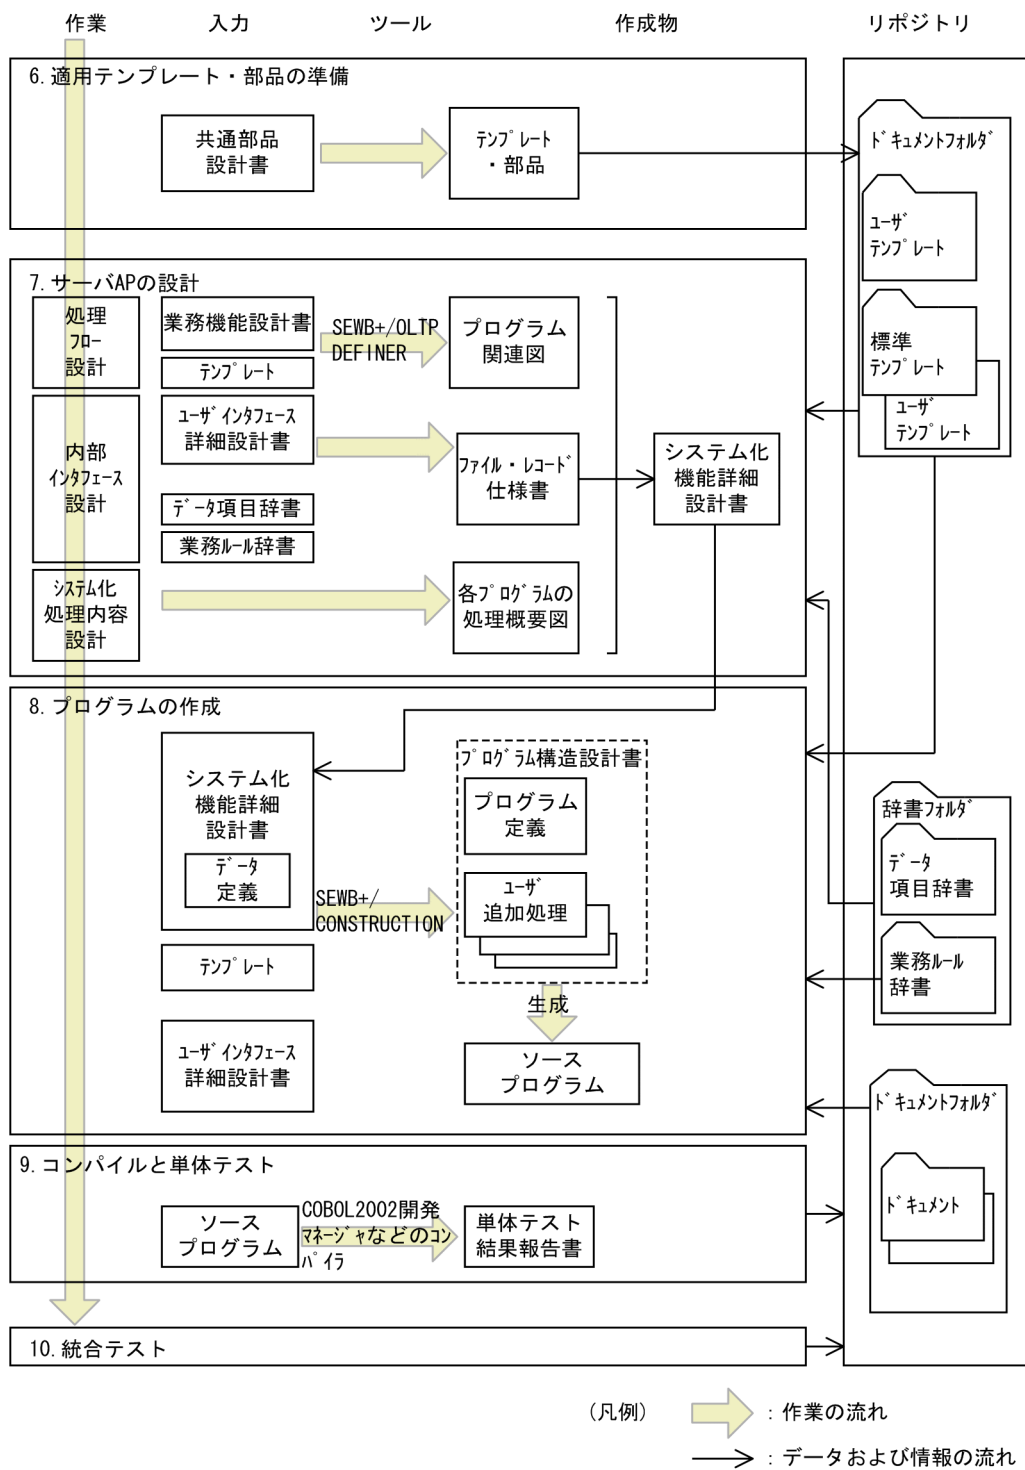 作業 入力 ツール 作成物 リポジトリ
6. 適用テンプレート・部品の準備
共通部品
設計書
ﾃﾝﾌﾟﾚｰﾄ
・部品
ﾄﾞｷｭﾒﾝﾄﾌｫﾙﾀﾞ
ﾕｰｻﾞ
ﾃﾝﾌﾟﾚｰﾄ
標準
ﾃﾝﾌﾟﾚｰﾄ
ﾕｰｻﾞ
ﾃﾝﾌﾟﾚｰﾄ
7. サーバAPの設計
処理
ﾌﾛｰ
設計
業務機能設計書
ﾃﾝﾌﾟﾚｰﾄ
SEWB+/OLTP
DEFINER
プログラム
関連図
内部
ｲﾝﾀﾌｪｰｽ
設計
ﾕｰｻﾞｲﾝﾀﾌｪｰｽ
詳細設計書
ﾃﾞｰﾀ項目辞書
業務ﾙｰﾙ辞書
ﾌｧｲﾙ・ﾚｺｰﾄﾞ
仕様書
システム化
機能詳細
設計書
ｼｽﾃﾑ化
処理内容
設計
各ﾌﾟﾛｸﾞﾗﾑの
処理概要図
8. プログラムの作成
システム化
機能詳細
設計書
ﾃﾞｰﾀ
定義
ﾃﾝﾌﾟﾚｰﾄ
ﾕｰｻﾞｲﾝﾀﾌｪｰｽ
詳細設計書
SEWB+/
CONSTRUCTION
ﾌﾟﾛｸﾞﾗﾑ構造設計書
プログラム
定義
ﾕｰｻﾞ
追加処理
生成
ソース
プログラム
辞書ﾌｫﾙﾀﾞ
ﾃﾞｰﾀ
項目辞書
業務ﾙｰﾙ
辞書
ﾄﾞｷｭﾒﾝﾄﾌｫﾙﾀﾞ
ﾄﾞｷｭﾒﾝﾄ
9. コンパイルと単体テスト
ソース
プログラム
COBOL2002開発
ﾏﾈｰｼﾞｬなどのｺﾝ
ﾊﾟｲﾗ
単体テスト
結果報告書
10. 統合テスト
(凡例)
: 作業の流れ
: データおよび情報の流れ